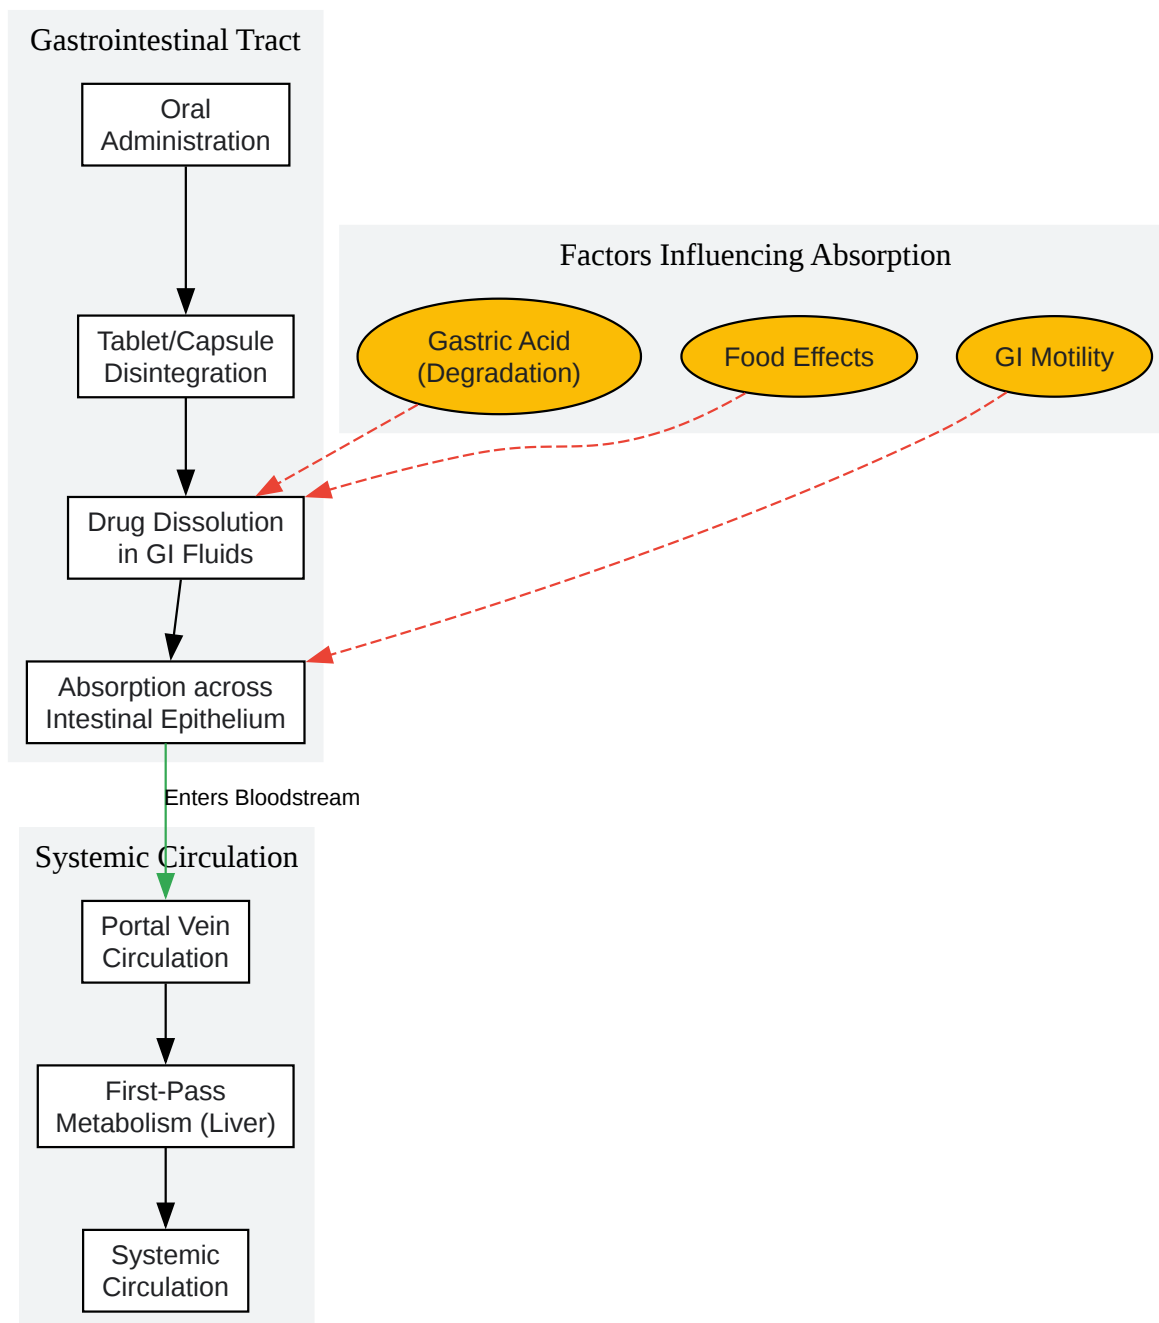 Gastrointestinal Tract
Oral
Administration
Factors Influencing Absorption
Tablet/Capsule
Disintegration
Gastric Acid
(Degradation)
Food Effects
GI Motility
Drug Dissolution
in GI Fluids
Absorption across
Intestinal Epithelium
Enters Bloodstream
Systemic Circulation
Portal Vein
Circulation
First-Pass
Metabolism (Liver)
Systemic
Circulation